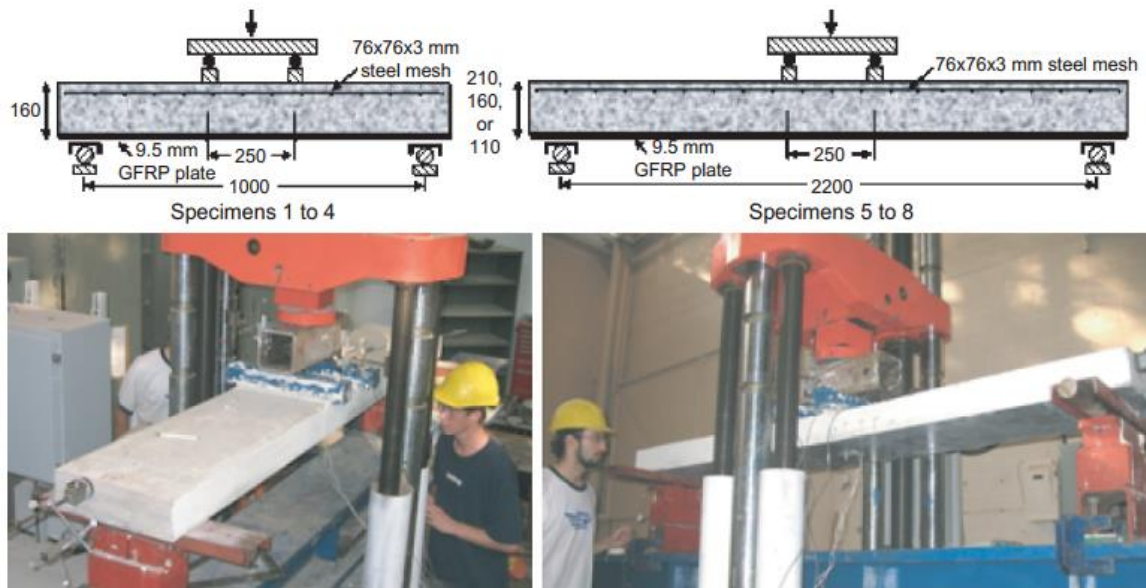 76x76x3 mm
steel mesh
160
9.5 mm
GFRP plate
250
1000
Specimens 1 to 4
76x76x3 mm steel mesh
210,
160,
or
110
9.5 mm
GFRP plate
250
2200
Specimens 5 to 8